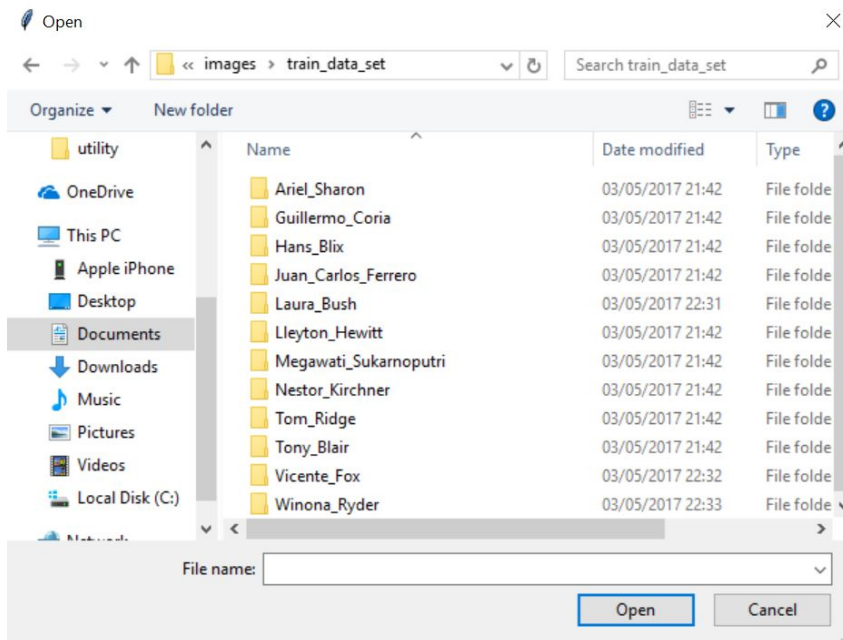 Open
« images › train_data_set
Search train_data_set
Organize
New folder
Name
Date modified
Type
utility
OneDrive
This PC
Apple iPhone
Desktop
Documents
Downloads
Music
Pictures
Videos
Local Disk (C:)
Ariel_Sharon 03/05/2017 21:42 File folde
Guillermo_Coria 03/05/2017 21:42 File folde
Hans_Blix 03/05/2017 21:42 File folde
Juan_Carlos_Ferrero 03/05/2017 21:42 File folde
Laura_Bush 03/05/2017 22:31 File folde
Lleyton_Hewitt 03/05/2017 21:42 File folde
Megawati_Sukarnoputri 03/05/2017 21:42 File folde
Nestor_Kirchner 03/05/2017 21:42 File folde
Tom_Ridge 03/05/2017 21:42 File folde
Tony_Blair 03/05/2017 21:42 File folde
Vicente_Fox 03/05/2017 22:32 File folde
Winona_Ryder 03/05/2017 22:33 File folde
File name:
Open
Cancel